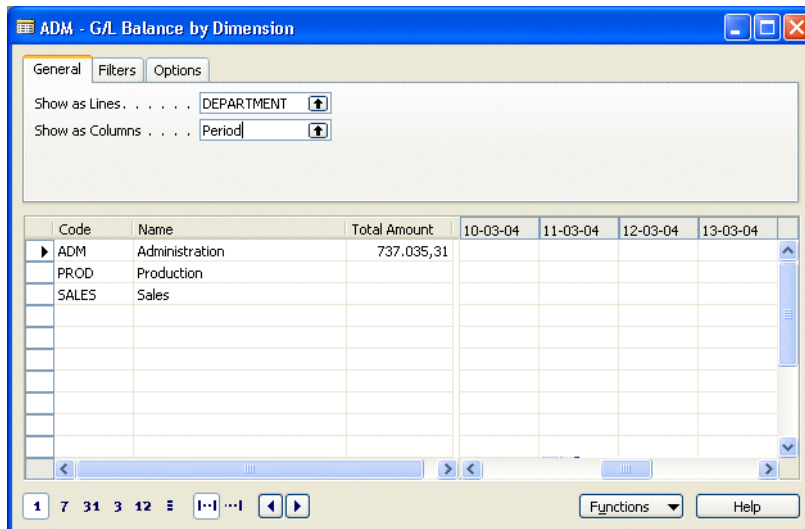 ADM - G/L Balance by Dimension
General Filters Options
Show as Lines. . . . . . DEPARTMENT
Show as Columns . . . . Period
Code Name Total Amount 10-03-04 11-03-04 12-03-04 13-03-04
ADM Administration 737.035,31
PROD Production
SALES Sales
1 7 31 3 12 Functions Help